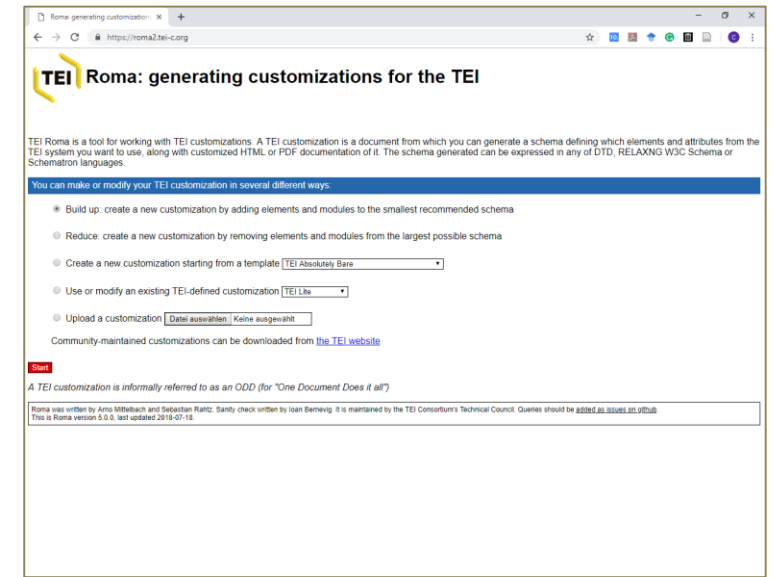 Roma: generating customization
https://roma2.tei-c.org
TEI Roma: generating customizations for the TEI
TEI Roma is a tool for working with TEI customizations. A TEI customization is a document from which you can generate a schema defining which elements and attributes from the
TEI system you want to use, along with customized HTML or PDF documentation of it. The schema generated can be expressed in any of DTD, RELAXNG W3C Schema or
Schematron languages.
You can make or modify your TEI customization in several different ways:
Build up: create a new customization by adding elements and modules to the smallest recommended schema
Reduce: create a new customization by removing elements and modules from the largest possible schema
Create a new customization starting from a template TEI Absolutely Bare
Use or modify an existing TEI-defined customization TEI Lite
Upload a customization Datei auswählen Keine ausgewählt
Community-maintained customizations can be downloaded from the TEI website
Start
A TEI customization is informally referred to as an ODD (for "One Document Does it all")
Roma was written by Arno Mittelbach and Sebastian Rahtz. Sanity check written by Ioan Bernevig. It is maintained by the TEI Consortium's Technical Council. Queries should be added as issues on github.
This is Roma version 5.0.0, last updated 2018-07-18.